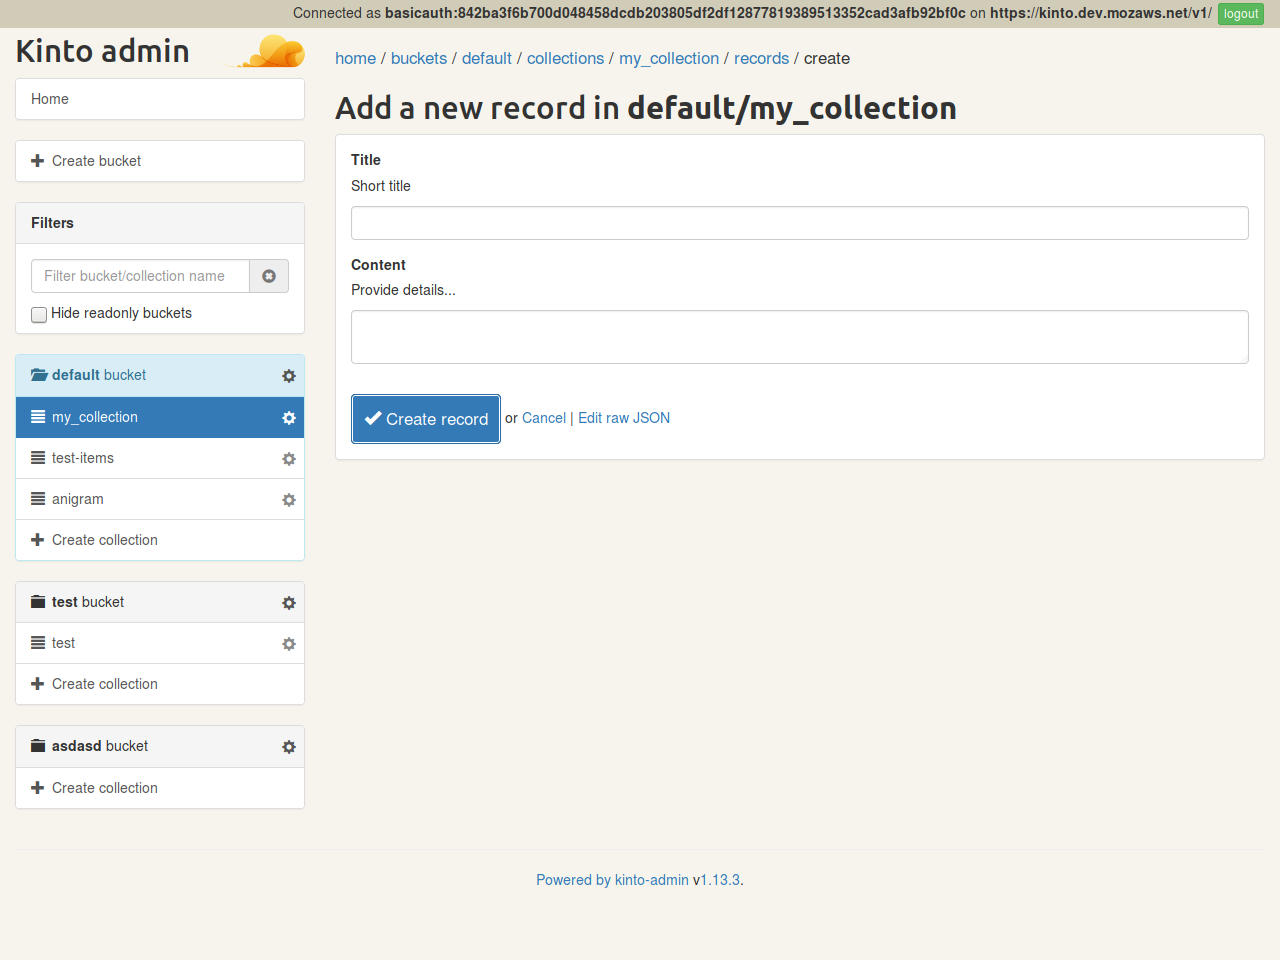 Connected as basicauth:842ba3f6b700d048458dcdb203805df2df12877819389513352cad3afb92bf0c on https://kinto.dev.mozaws.net/v1/ logout
Kinto admin
Home
Create bucket
Filters
Filter bucket/collection name
Hide readonly buckets
default bucket
my_collection
test-items
anigram
Create collection
test bucket
test
Create collection
asdasd bucket
Create collection
home / buckets / default / collections / my_collection / records / create
Add a new record in default/my_collection
Title
Short title
Content
Provide details...
Create record or Cancel | Edit raw JSON
Powered by kinto-admin v1.13.3.